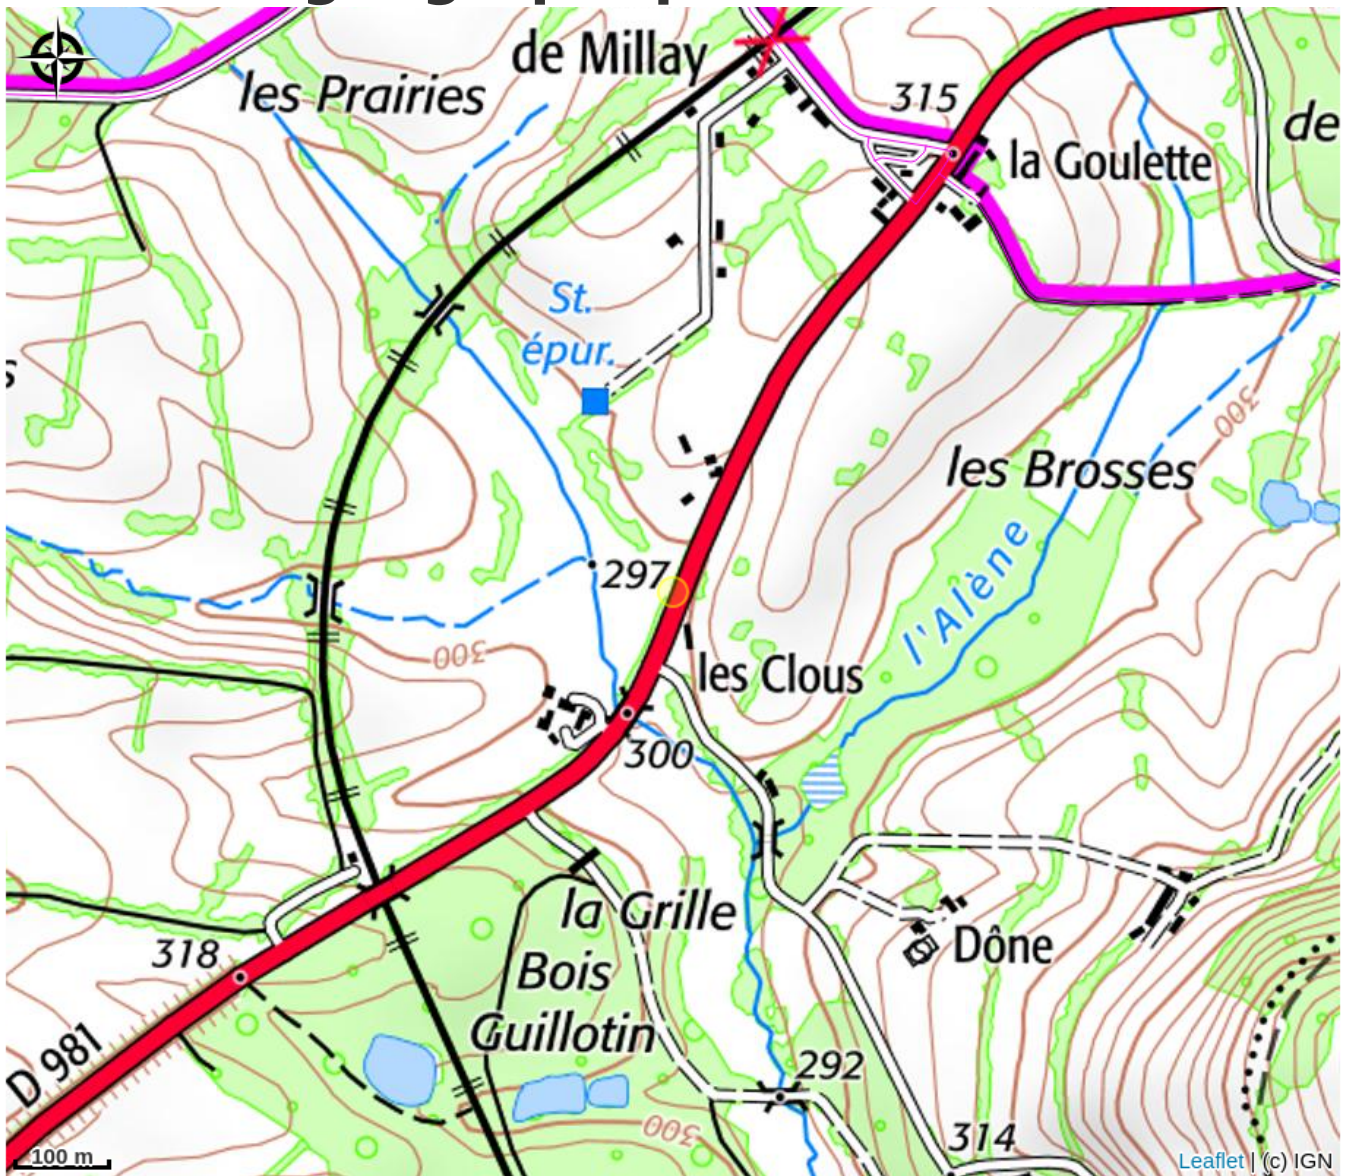 de Millay
les Prairies
315
de
la Goulette
St.
épur.
300
les Brosses
l'Alène
297
300
les Clous
300
la Grille
318
Dône
Bois
Guillotin
D 981
292
300
314
100 m
Leaflet | (c) IGN